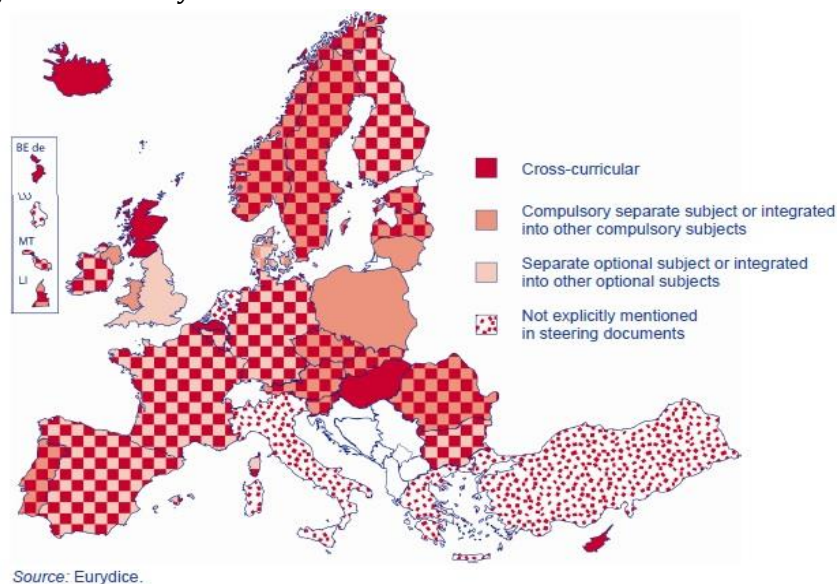 BE de
MT
LI
Cross-curricular
Compulsory separate subject or integrated
into other compulsory subjects
Separate optional subject or integrated
into other optional subjects
Not explicitly mentioned
in steering documents
Source: Eurydice.